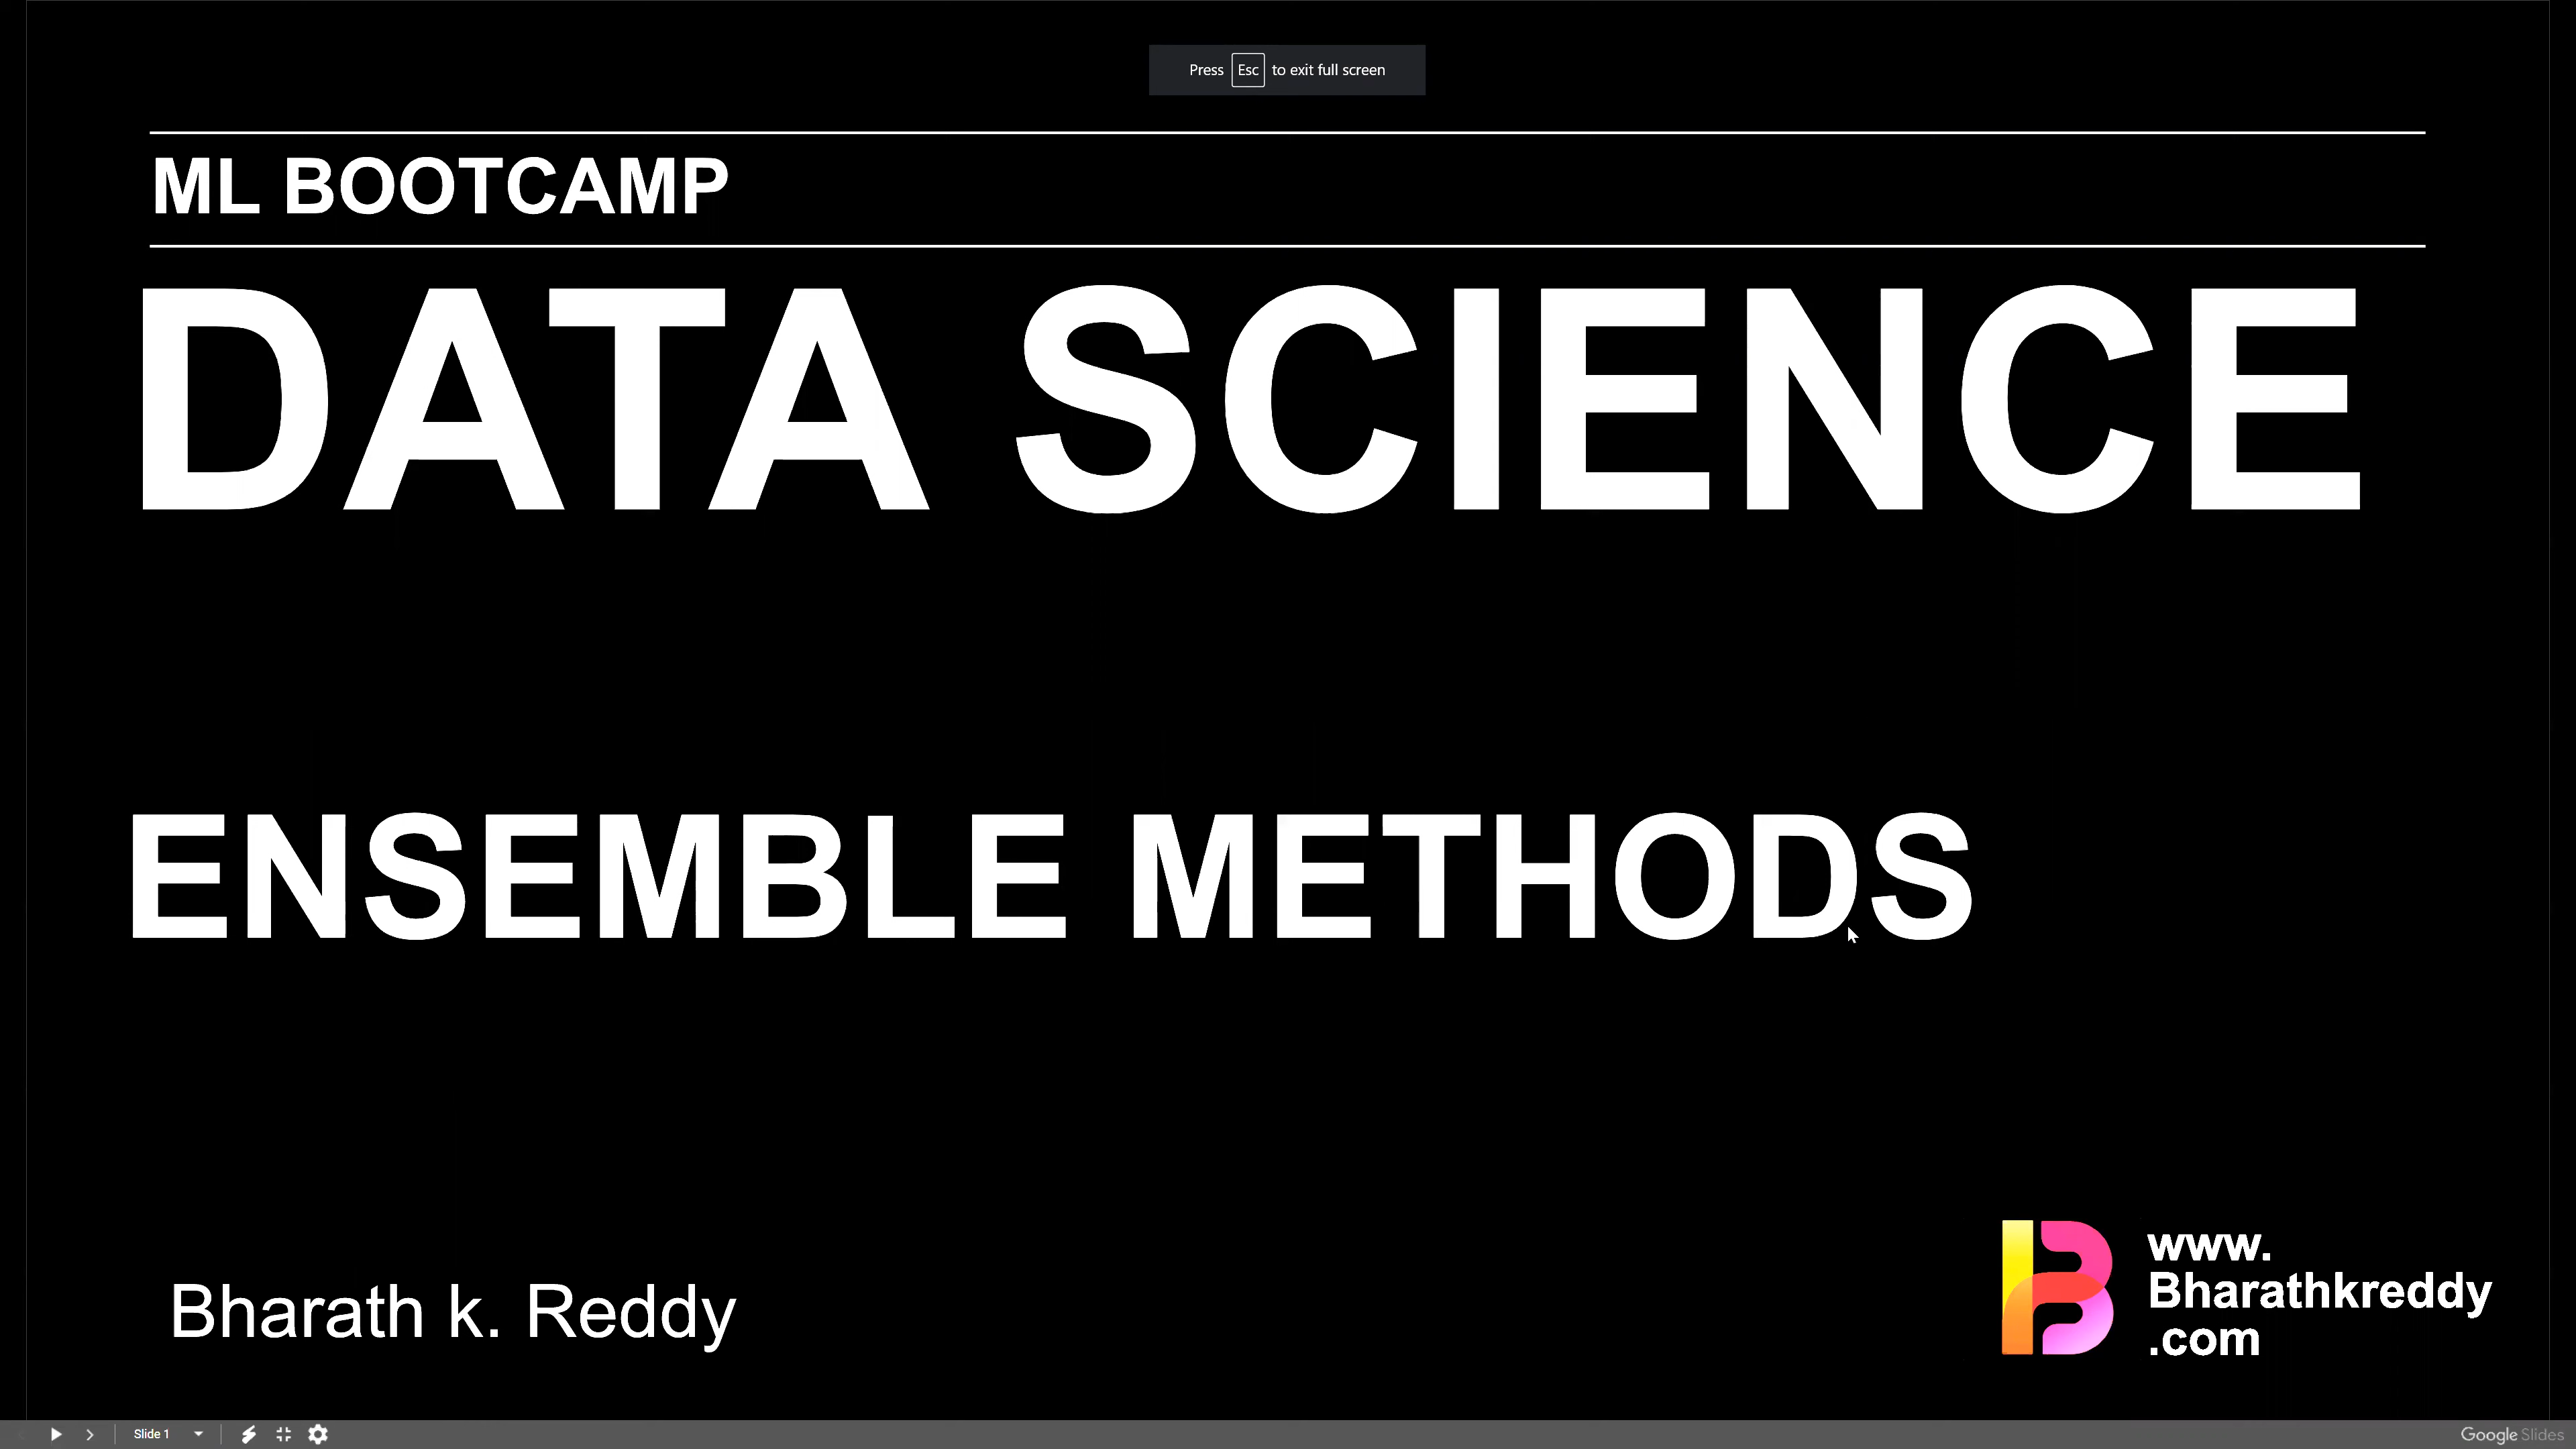 Press Esc to exit full screen
ML BOOTCAMP
DATA SCIENCE
ENSEMBLE METHODS
Bharath k. Reddy
www.
Bharathkreddy
.com
Slide 1
Google Slides